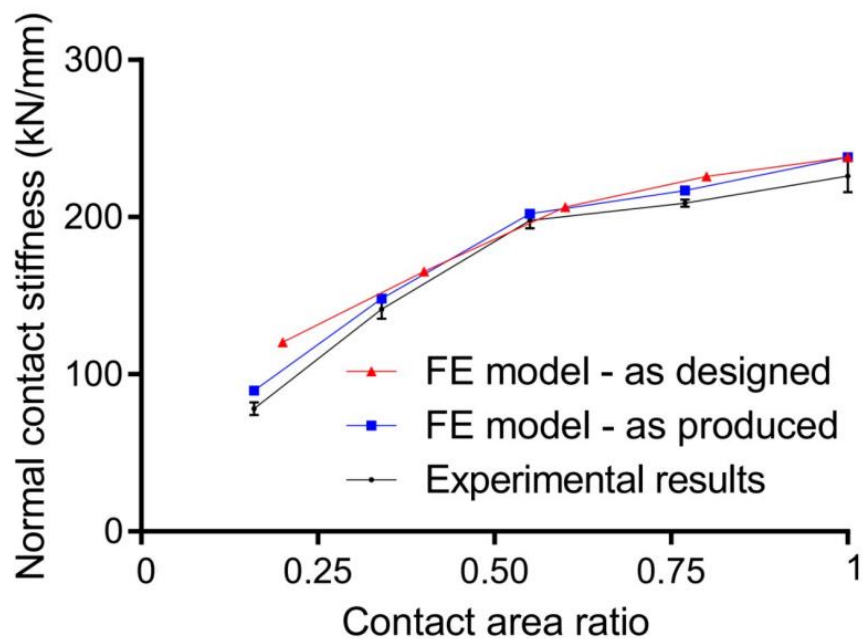 Normal contact stiffness (kN/mm)
300
200
100
0
FE model - as designed
FE model - as produced
Experimental results
0
0.25
0.50
0.75
1
Contact area ratio